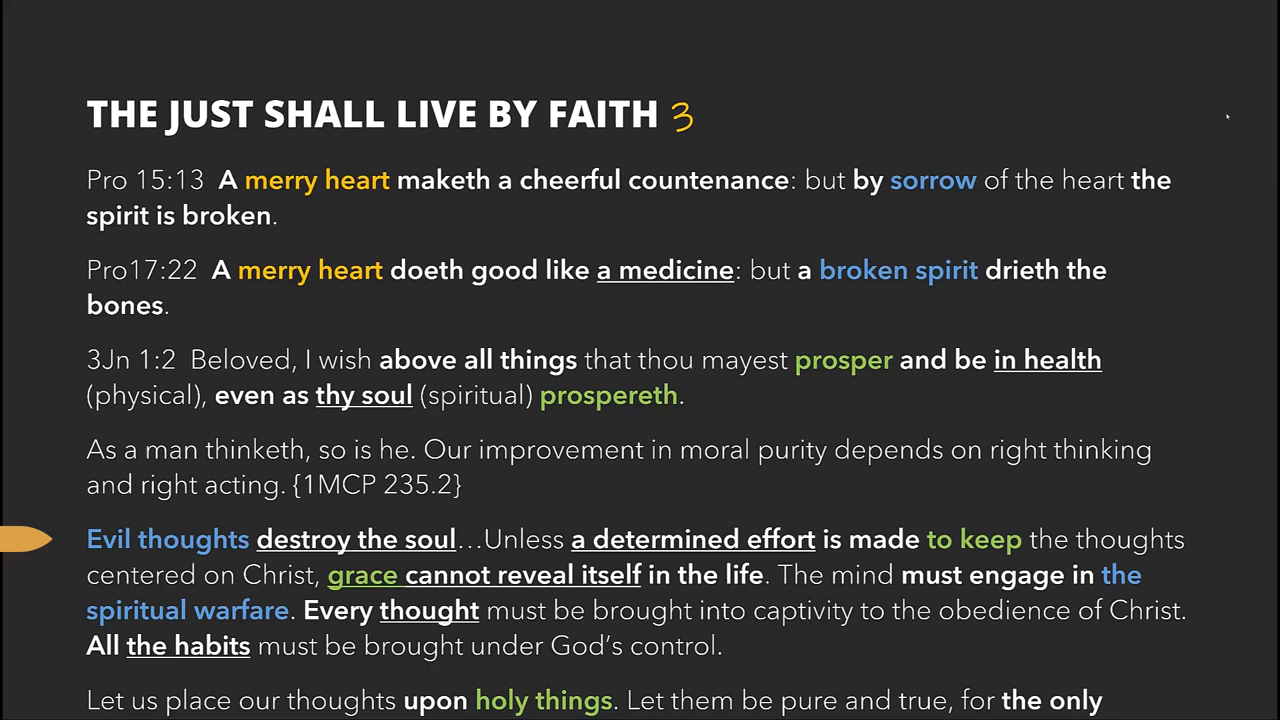 THE JUST SHALL LIVE BY FAITH 3
Pro 15:13 A merry heart maketh a cheerful countenance: but by sorrow of the heart the
spirit is broken.
Pro17:22 A merry heart doeth good like a medicine: but a broken spirit drieth the
bones.
3Jn 1:2 Beloved, I wish above all things that thou mayest prosper and be in health
(physical), even as thy soul (spiritual) prospereth.
As a man thinketh, so is he. Our improvement in moral purity depends on right thinking
and right acting. {1MCP 235.2}
Evil thoughts destroy the soul…Unless a determined effort is made to keep the thoughts
centered on Christ, grace cannot reveal itself in the life. The mind must engage in the
spiritual warfare. Every thought must be brought into captivity to the obedience of Christ.
All the habits must be brought under God’s control.
Let us place our thoughts upon holy things. Let them be pure and true, for the only